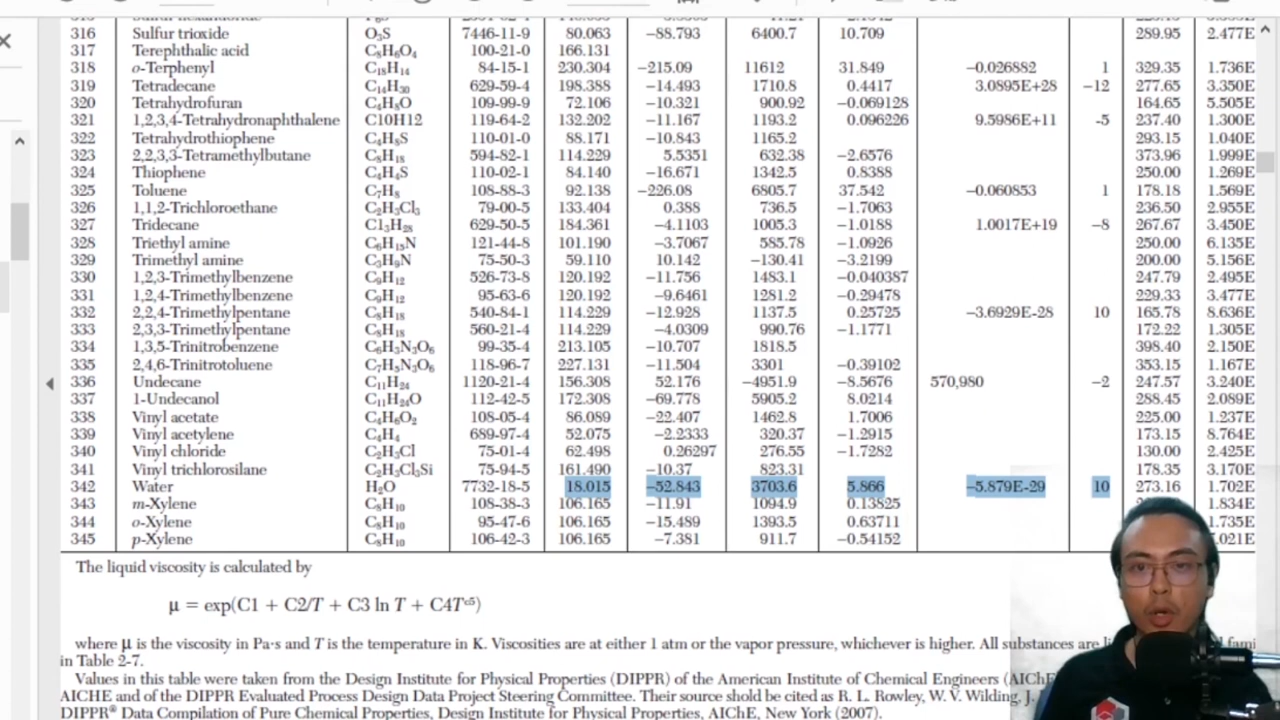 316 Sulfur trioxide O₃S 7446-11-9 80.063 −88.793 6400.7 10.709 289.95 2.477E
317 Terephthalic acid C₈H₆O₄ 100-21-0 166.131
318 o-Terphenyl C₁₈H₁₄ 84-15-1 230.304 −215.09 11612 31.849 −0.026882 1 329.35 1.736E
319 Tetradecane C₁₄H₃₀ 629-59-4 198.388 −14.493 1710.8 0.4417 3.0895E+28 −12 277.65 3.350E
320 Tetrahydrofuran C₄H₈O 109-99-9 72.106 −10.321 900.92 −0.069128 164.65 5.505E
321 1,2,3,4-Tetrahydronaphthalene C10H12 119-64-2 132.202 −11.167 1193.2 0.096226 9.5986E+11 -5 237.40 1.300E
322 Tetrahydrothiophene C₄H₈S 110-01-0 88.171 −10.843 1165.2 293.15 1.040E
323 2,2,3,3-Tetramethylbutane C₈H₁₈ 594-82-1 114.229 5.5351 632.38 −2.6576 373.96 1.999E
324 Thiophene C₄H₄S 110-02-1 84.140 −16.671 1342.5 0.8388 250.00 1.269E
325 Toluene C₇H₈ 108-88-3 92.138 −226.08 6805.7 37.542 −0.060853 1 178.18 1.569E
326 1,1,2-Trichloroethane C₂H₃Cl₃ 79-00-5 133.404 0.388 736.5 −1.7063 236.50 2.955E
327 Tridecane C₁₃H₂₈ 629-50-5 184.361 −4.1103 1005.3 −1.0188 1.0017E+19 −8 267.67 3.450E
328 Triethyl amine C₆H₁₅N 121-44-8 101.190 −3.7067 585.78 −1.0926 250.00 6.135E
329 Trimethyl amine C₃H₉N 75-50-3 59.110 10.142 −130.41 −3.2199 200.00 5.156E
330 1,2,3-Trimethylbenzene C₉H₁₂ 526-73-8 120.192 −11.756 1483.1 −0.040387 247.79 2.495E
331 1,2,4-Trimethylbenzene C₉H₁₂ 95-63-6 120.192 −9.6461 1281.2 −0.29478 229.33 3.477E
332 2,2,4-Trimethylpentane C₈H₁₈ 540-84-1 114.229 −12.928 1137.5 0.25725 −3.6929E-28 10 165.78 8.636E
333 2,3,3-Trimethylpentane C₈H₁₈ 560-21-4 114.229 −4.0309 990.76 −1.1771 172.22 1.305E
334 1,3,5-Trinitrobenzene C₆H₃N₃O₆ 99-35-4 213.105 −10.707 1818.5 398.40 2.150E
335 2,4,6-Trinitrotoluene C₇H₅N₃O₆ 118-96-7 227.131 −11.504 3301 −0.39102 353.15 1.167E
336 Undecane C₁₁H₂₄ 1120-21-4 156.308 52.176 −4951.9 −8.5676 570,980 −2 247.57 3.240E
337 1-Undecanol C₁₁H₂₄O 112-42-5 172.308 −69.778 5905.2 8.0214 288.45 2.089E
338 Vinyl acetate C₄H₆O₂ 108-05-4 86.089 −22.407 1462.8 1.7006 225.00 1.237E
339 Vinyl acetylene C₄H₄ 689-97-4 52.075 −2.2333 320.37 −1.2915 173.15 8.764E
340 Vinyl chloride C₂H₃Cl 75-01-4 62.498 0.26297 276.55 −1.7282 130.00 2.425E
341 Vinyl trichlorosilane C₂H₃Cl₃Si 75-94-5 161.490 −10.37 823.31 178.35 3.170E
342 Water H₂O 7732-18-5 18.015 −52.843 3703.6 5.866 −5.879E-29 10 273.16 1.702E
343 m-Xylene C₈H₁₀ 108-38-3 106.165 −11.91 1094.9 0.13825 1.834E
344 o-Xylene C₈H₁₀ 95-47-6 106.165 −15.489 1393.5 0.63711 1.735E
345 p-Xylene C₈H₁₀ 106-42-3 106.165 −7.381 911.7 −0.54152 .021E
The liquid viscosity is calculated by
μ = exp(C1 + C2/T + C3 ln T + C4Tᶜ⁵)
where μ is the viscosity in Pa·s and T is the temperature in K. Viscosities are at either 1 atm or the vapor pressure, whichever is higher. All substances are
in Table 2-7.
Values in this table were taken from the Design Institute for Physical Properties (DIPPR) of the American Institute of Chemical Engineers (AIChE
AICHE and of the DIPPR Evaluated Process Design Data Project Steering Committee. Their source shold be cited as R. L. Rowley, W. V. Wilding, J.
DIPPR® Data Compilation of Pure Chemical Properties, Design Institute for Physical Properties, AIChE, New York (2007).